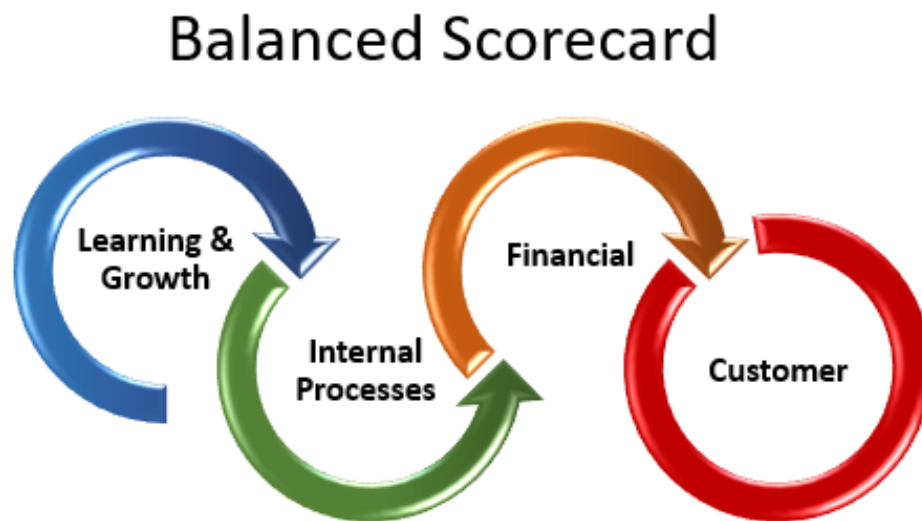 Balanced Scorecard
Learning &
Growth
Internal
Processes
Financial
Customer